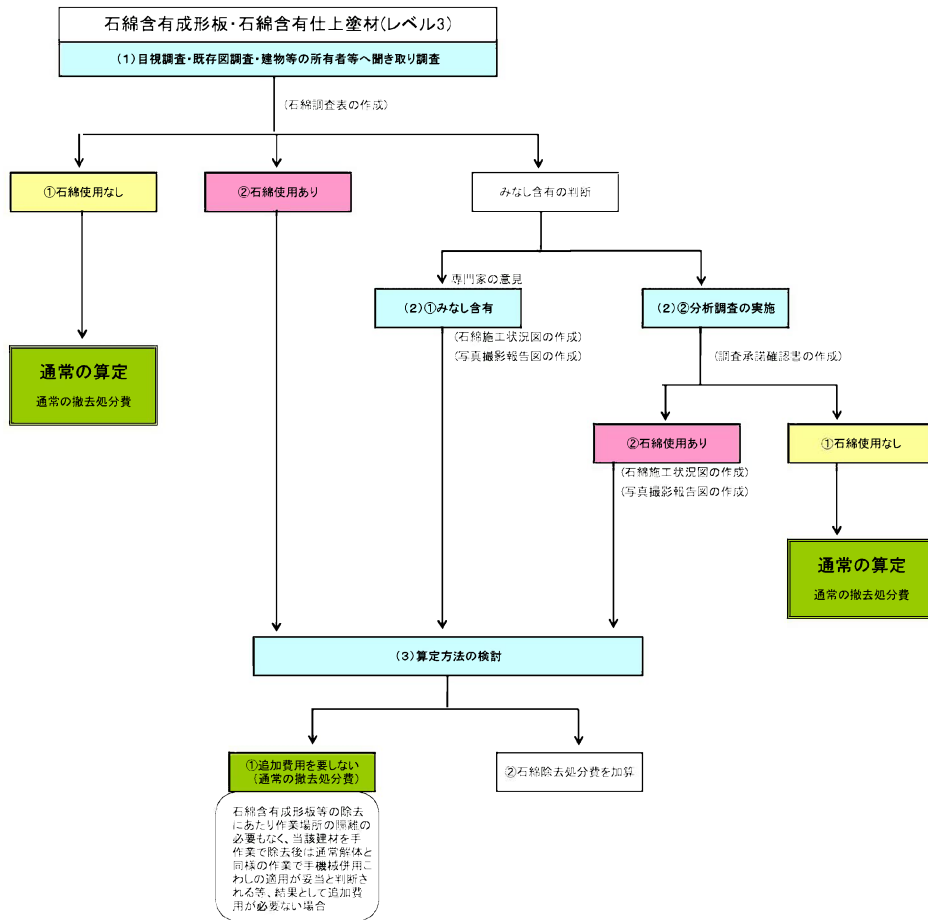 石綿含有成形板・石綿含有仕上塗材(レベル3)
(1)目視調査・既存図調査・建物等の所有者等へ聞き取り調査
(石綿調査表の作成)
①石綿使用なし
②石綿使用あり
みなし含有の判断
専門家の意見
(2)①みなし含有
(2)②分析調査の実施
(石綿施工状況図の作成)
(写真撮影報告図の作成)
(調査承諾確認書の作成)
通常の算定
通常の撤去処分費
②石綿使用あり
①石綿使用なし
(石綿施工状況図の作成)
(写真撮影報告図の作成)
通常の算定
通常の撤去処分費
(3)算定方法の検討
①追加費用を要しない
(通常の撤去処分費)
②石綿除去処分費を加算
石綿含有成形板等の除去
にあたり作業場所の隔離の
必要もなく、当該建材を手
作業で除去後は通常解体と
同様の作業で手機械併用こ
わしの適用が妥当と判断さ
れる等、結果として追加費
用が必要ない場合